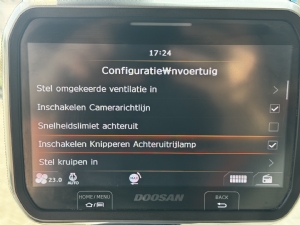 17:24
Configuratie₩nvoertuig
Stel omgekeerde ventilatie in
Inschakelen Camerarichtlijn
Snelheidslimiet achteruit
Inschakelen Knipperen Achteruitrijlamp
Stel kruipen in
23.0 AUTO
HOME/MENU
DOOSAN
BACK